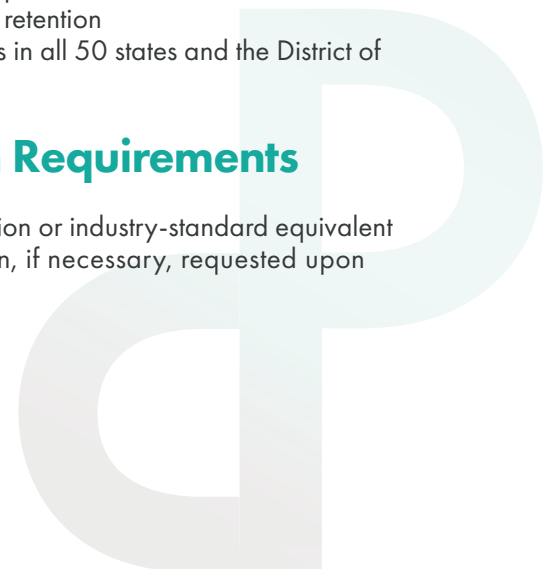 retention
s in all 50 states and the District of
Requirements
ion or industry-standard equivalent
n, if necessary, requested upon